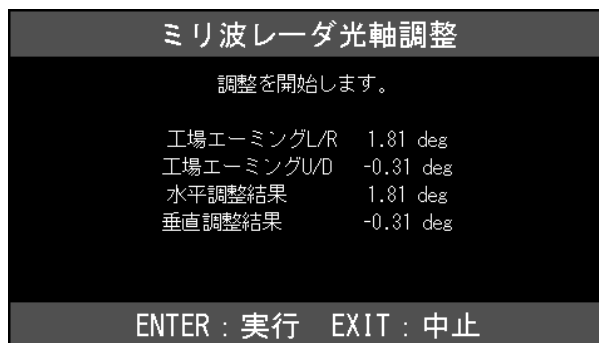 ミリ波レーダ光軸調整
調整を開始します。
工場エーミングL/R 1.81 deg
工場エーミングU/D -0.31 deg
水平調整結果 1.81 deg
垂直調整結果 -0.31 deg
ENTER：実行 EXIT：中止